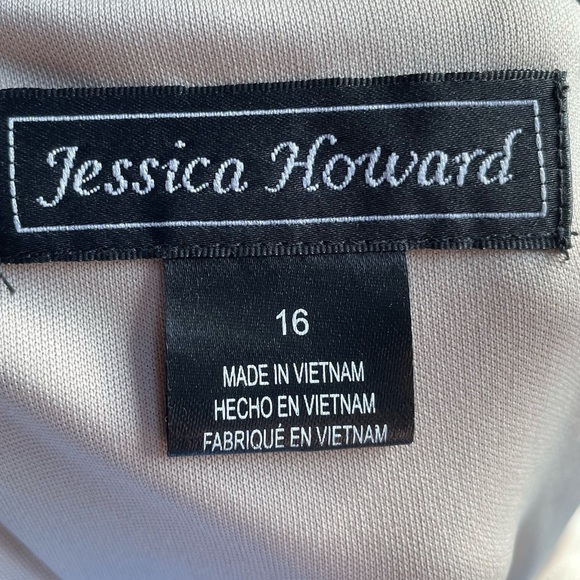 Jessica Howard
16
MADE IN VIETNAM
HECHO EN VIETNAM
FABRIQUÉ EN VIETNAM